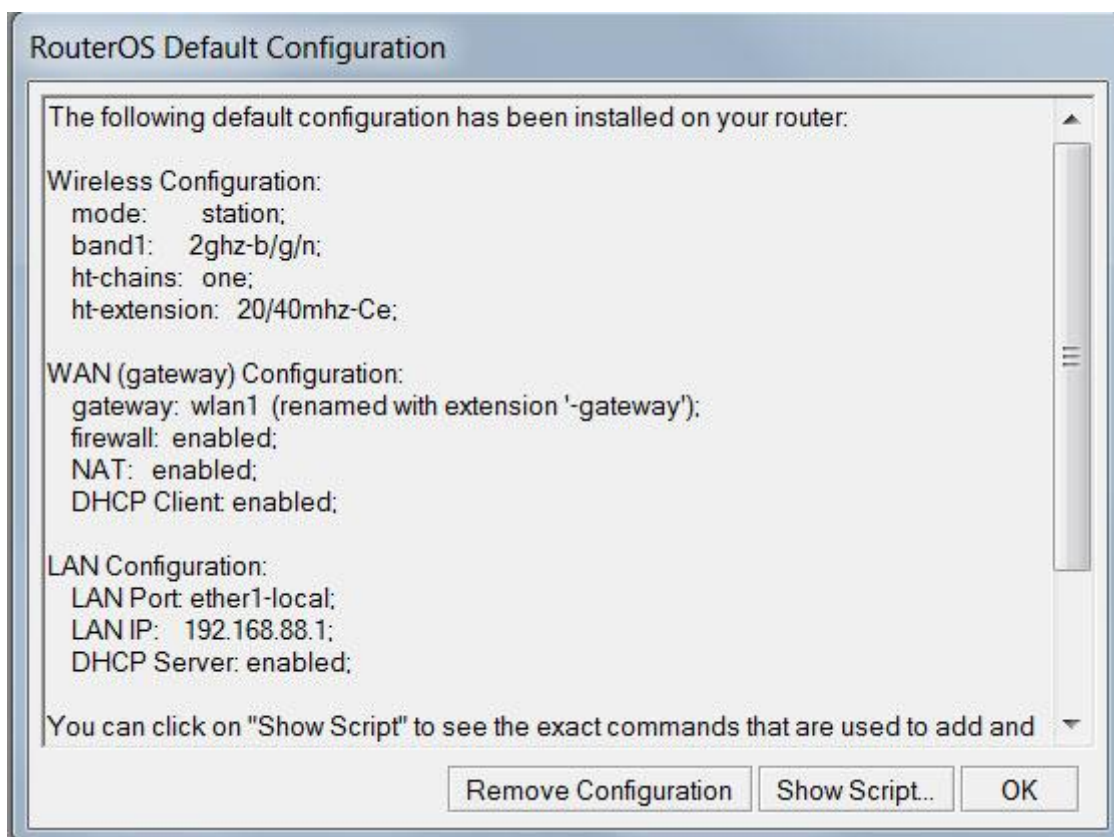 RouterOS Default Configuration
The following default configuration has been installed on your router:
Wireless Configuration:
mode: station;
band1: 2ghz-b/g/n;
ht-chains: one;
ht-extension: 20/40mhz-Ce;
WAN (gateway) Configuration:
gateway: wlan1 (renamed with extension '-gateway');
firewall: enabled;
NAT: enabled;
DHCP Client: enabled;
LAN Configuration:
LAN Port: ether1-local;
LAN IP: 192.168.88.1;
DHCP Server: enabled;
You can click on "Show Script" to see the exact commands that are used to add and
Remove Configuration Show Script... OK